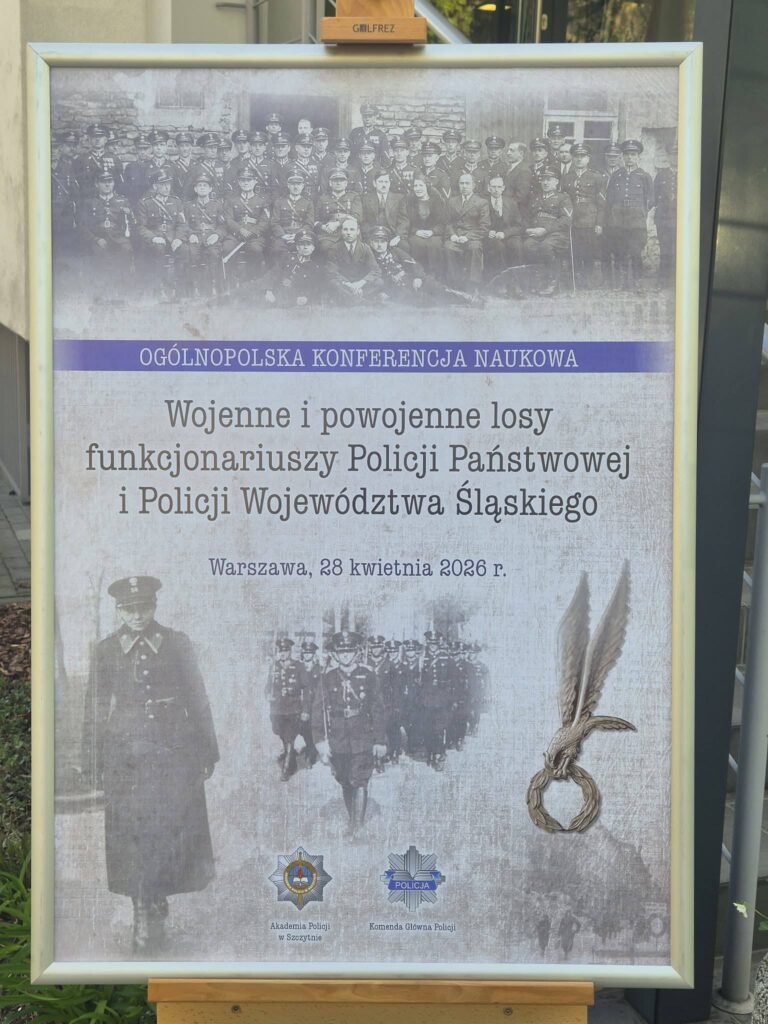 GOLFREZ
OGÓLNOPOLSKA KONFERENCJA NAUKOWA
Wojenne i powojenne losy
funkcjonariuszy Policji Państwowej
i Policji Województwa Śląskiego
Warszawa, 28 kwietnia 2026 r.
POLICJA
Akademia Policji
w Szczytnie
Komenda Główna Policji